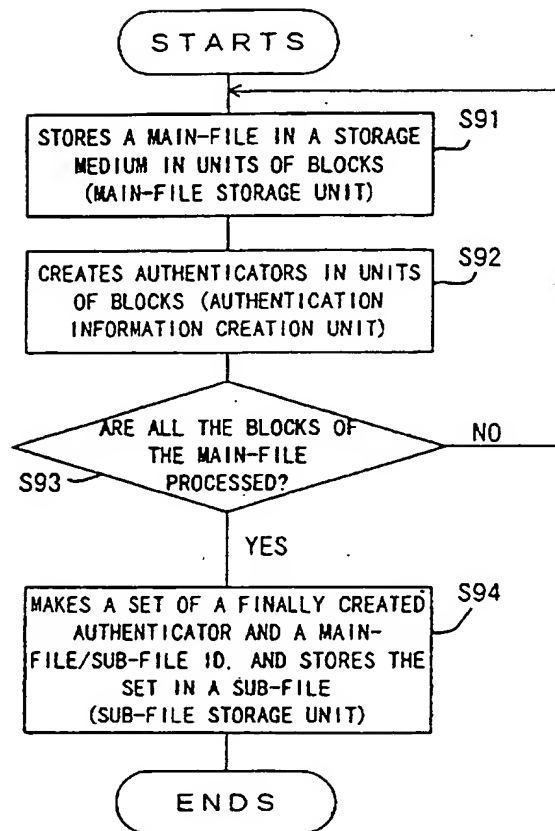 STARTS
STORES A MAIN-FILE IN A STORAGE
MEDIUM IN UNITS OF BLOCKS
(MAIN-FILE STORAGE UNIT)
S91
CREATES AUTHENTICATORS IN UNITS
OF BLOCKS (AUTHENTICATION
INFORMATION CREATION UNIT)
S92
ARE ALL THE BLOCKS OF
THE MAIN-FILE
PROCESSED?
NO
S93
YES
MAKES A SET OF A FINALLY CREATED
AUTHENTICATOR AND A MAIN-
FILE/SUB-FILE ID. AND STORES THE
SET IN A SUB-FILE
(SUB-FILE STORAGE UNIT)
S94
ENDS